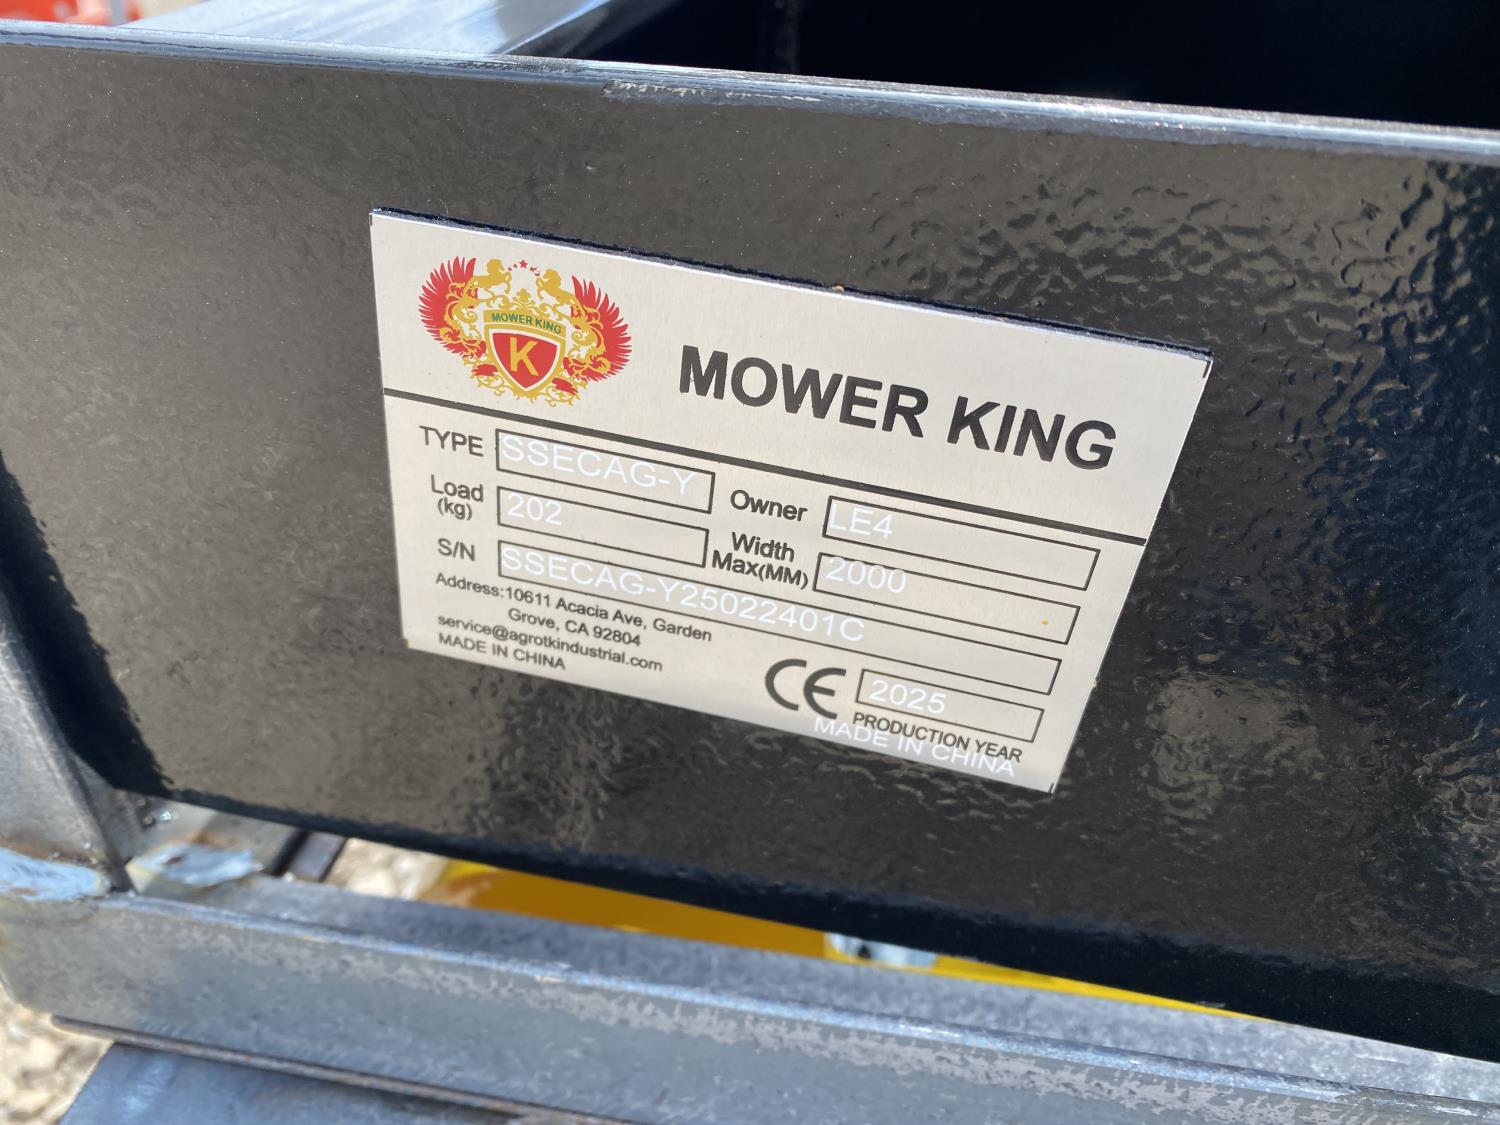 MOWER KING
K
MOWER KING
TYPE SSECAG-Y Owner LE4
Load (kg) 202 Width Max(MM) 2000
S/N SSECAG-Y25022401C
Address:10611 Acacia Ave, Garden
Grove, CA 92804
service@agrotkindustrial.com
MADE IN CHINA
CE 2025
PRODUCTION YEAR
MADE IN CHINA